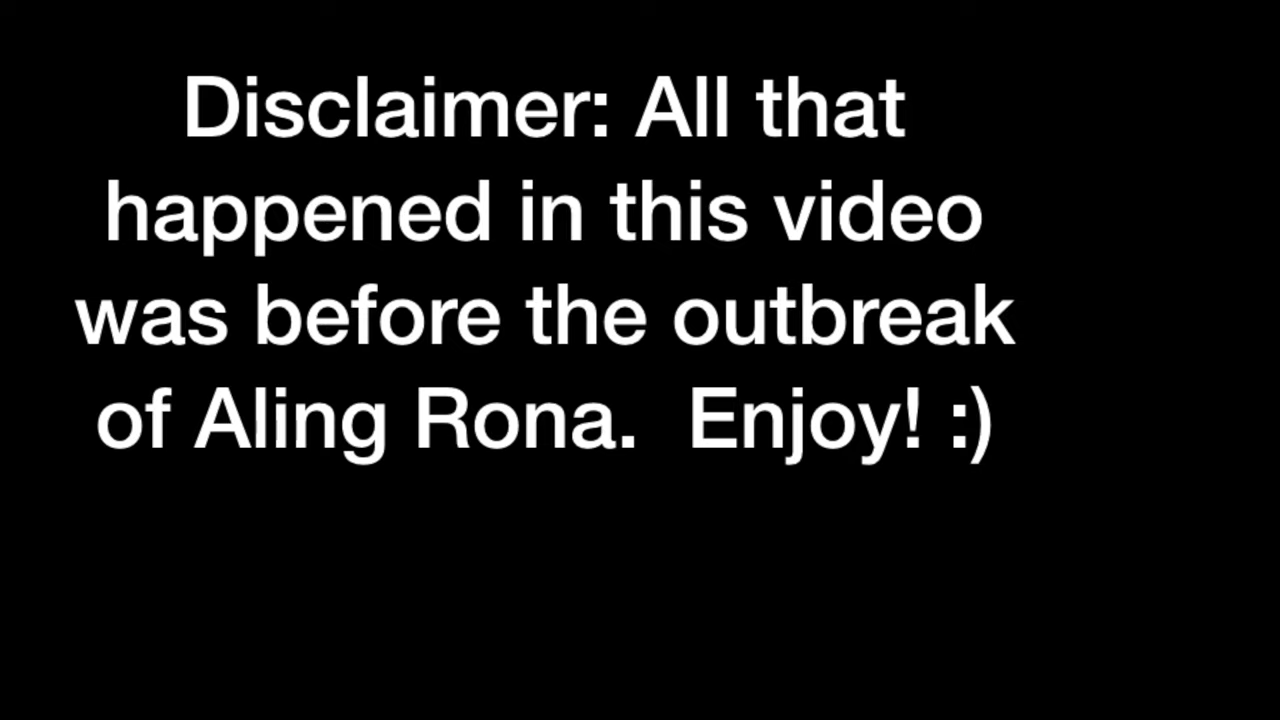 Disclaimer: All that
happened in this video
was before the outbreak
of Aling Rona.  Enjoy! :)